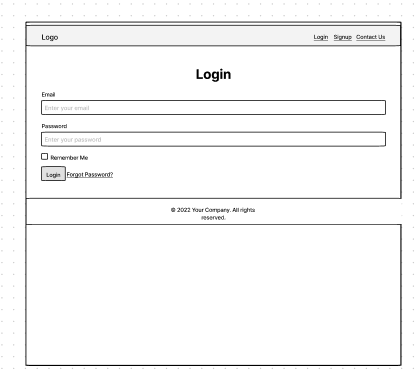 Logo
Login Signup Contact Us
Login
Email
Enter your email
Password
Enter your password
Remember Me
Login Forgot Password?
© 2022 Your Company. All rights
reserved.